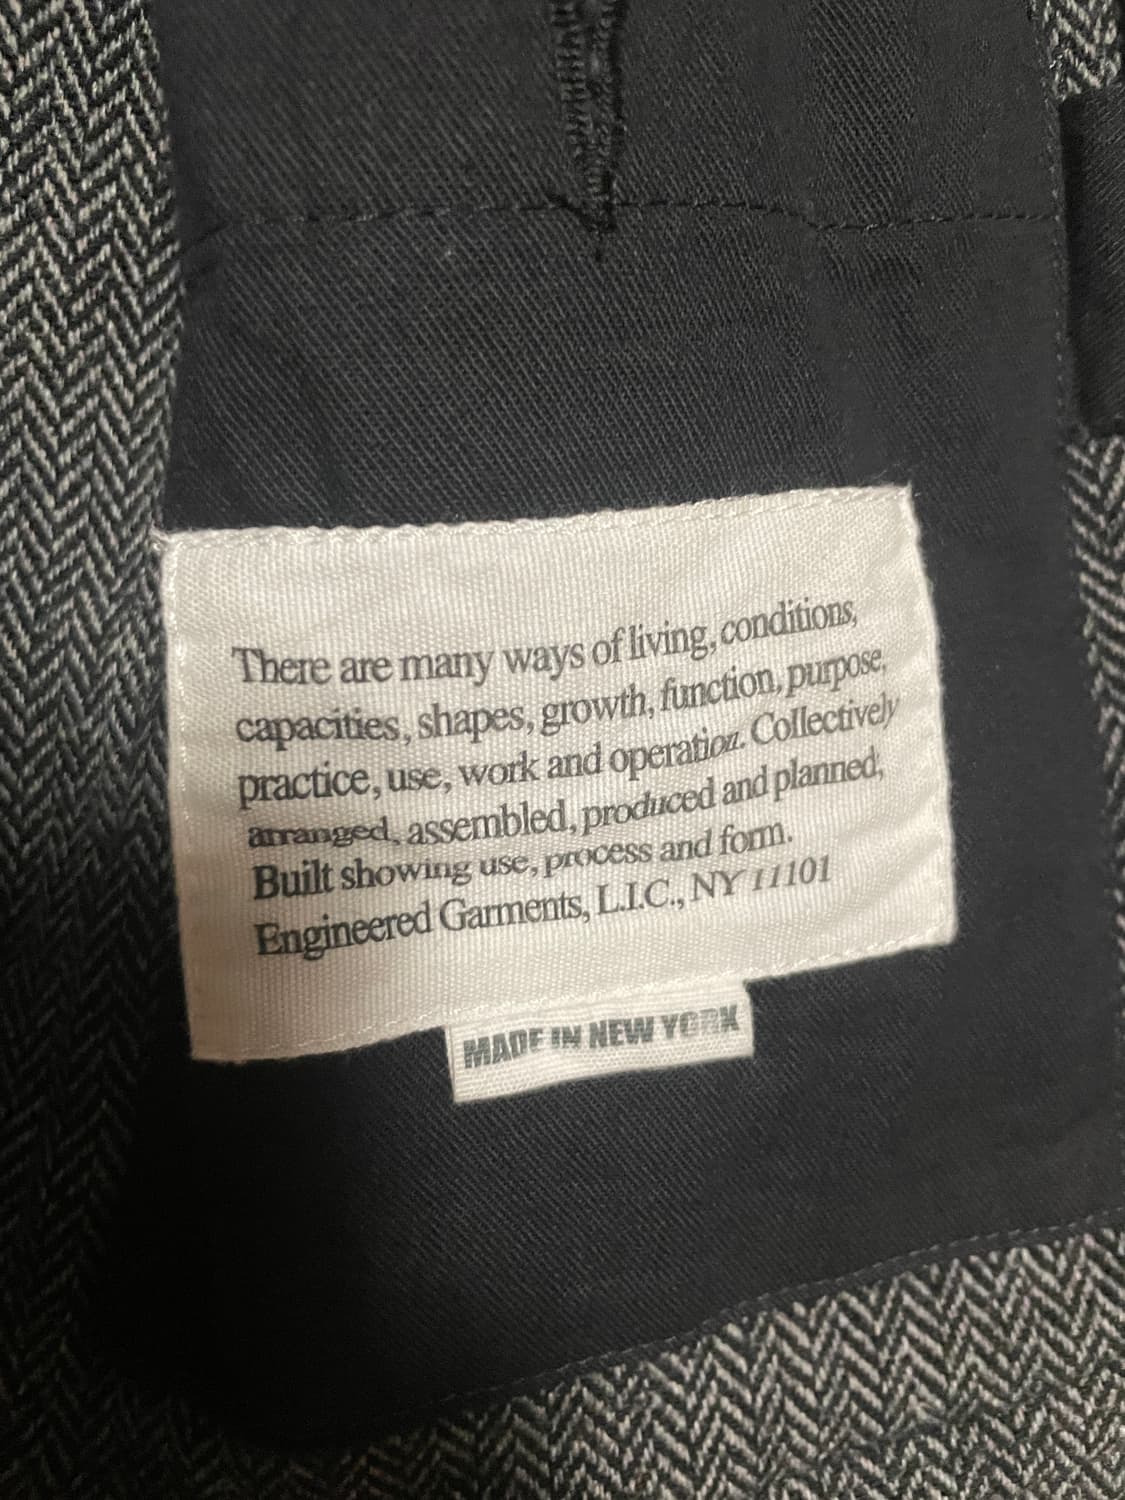 There are many ways of living, conditions,
capacities, shapes, growth, function, purpose,
practice, use, work and operation. Collectively
arranged, assembled, produced and planned,
Built showing use, process and form.
Engineered Garments, L.I.C., NY 11101
MADE IN NEW YORK